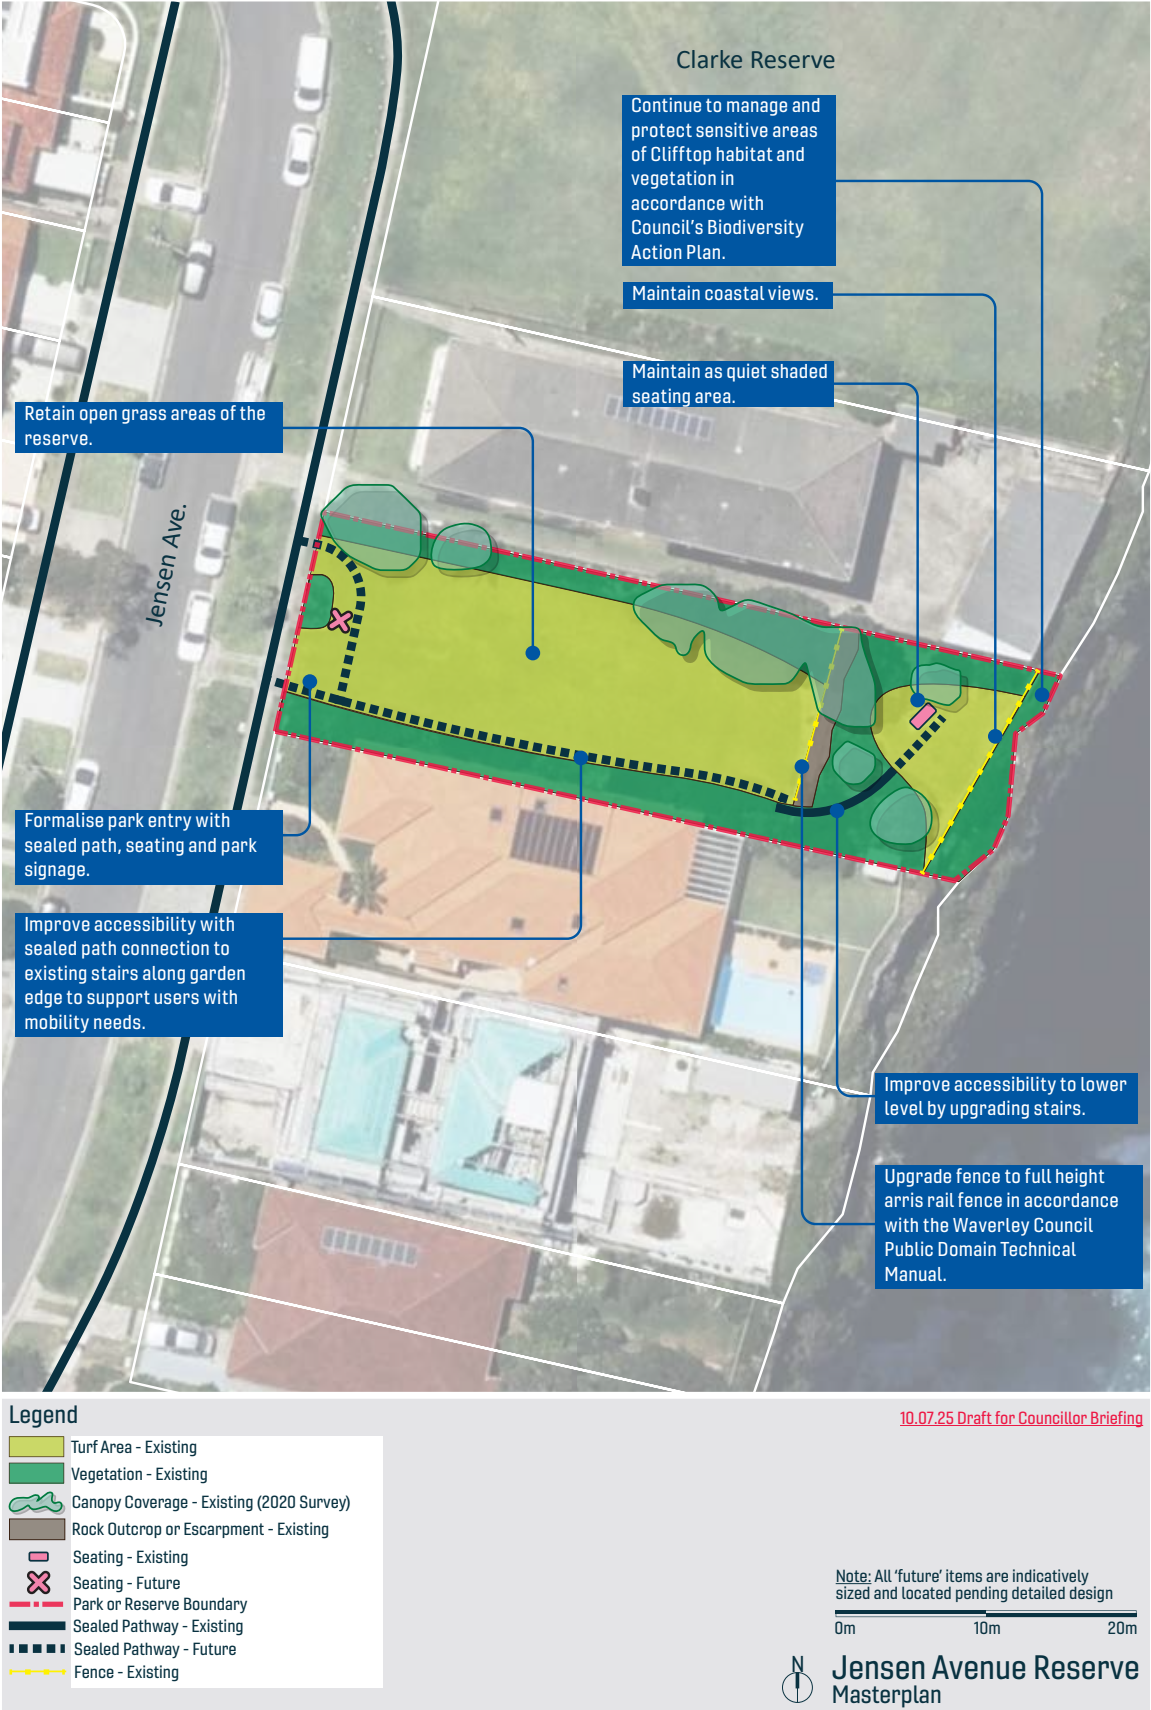 Clarke Reserve
Continue to manage and
protect sensitive areas
of Clifftop habitat and
vegetation in
accordance with
Council's Biodiversity
Action Plan.
Maintain coastal views.
Maintain as quiet shaded
seating area.
Retain open grass areas of the
reserve.
Jensen Ave.
Formalise park entry with
sealed path, seating and park
signage.
Improve accessibility with
sealed path connection to
existing stairs along garden
edge to support users with
mobility needs.
Improve accessibility to lower
level by upgrading stairs.
Upgrade fence to full height
arris rail fence in accordance
with the Waverley Council
Public Domain Technical
Manual.
Legend
Turf Area - Existing
Vegetation - Existing
Canopy Coverage - Existing (2020 Survey)
Rock Outcrop or Escarpment - Existing
Seating - Existing
Seating - Future
Park or Reserve Boundary
Sealed Pathway - Existing
Sealed Pathway - Future
Fence - Existing
10.07.25 Draft for Councillor Briefing
Note: All 'future' items are indicatively
sized and located pending detailed design
0m 10m 20m
N
Jensen Avenue Reserve
Masterplan